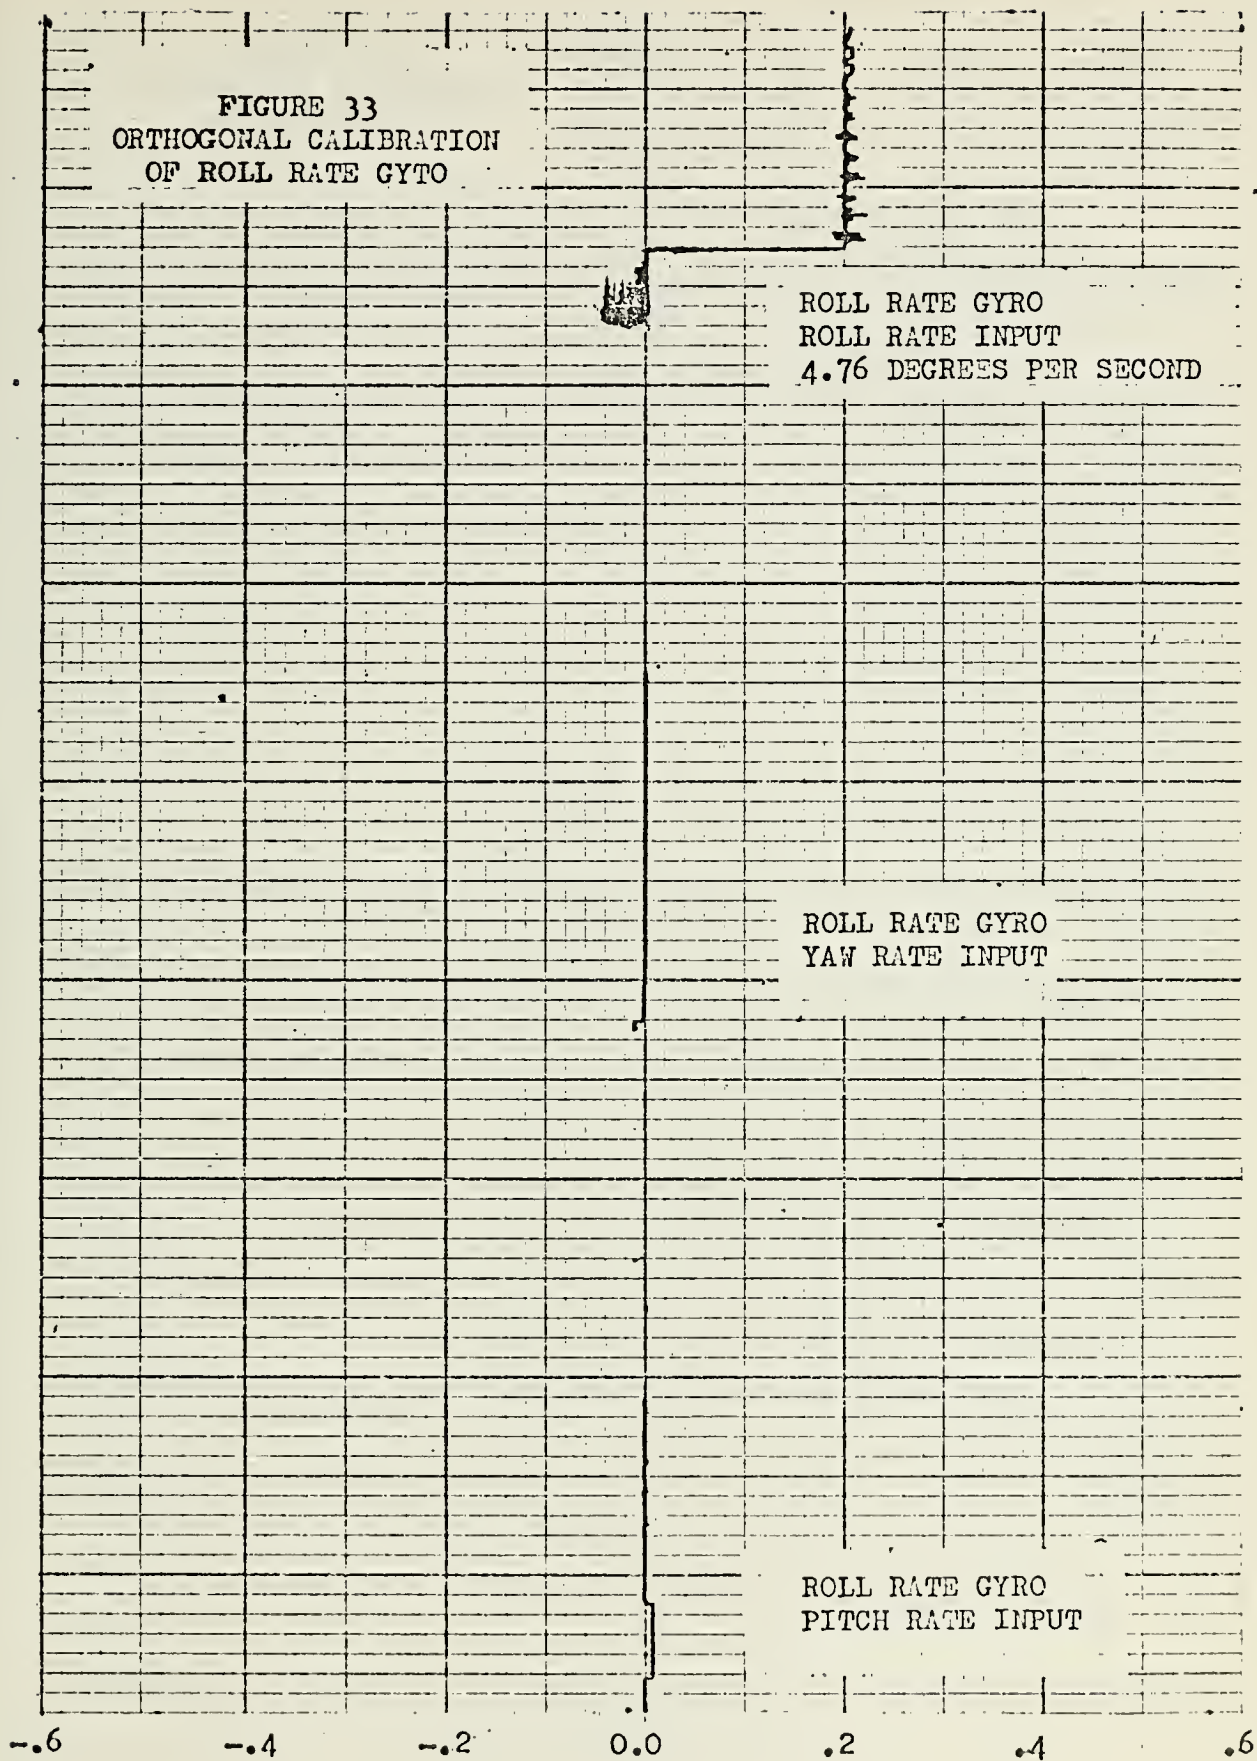 FIGURE 33
ORTHOGONAL CALIBRATION
OF ROLL RATE GYTO
ROLL RATE GYRO
ROLL RATE INPUT
4.76 DEGREES PER SECOND
ROLL RATE GYRO
YAW RATE INPUT
ROLL RATE GYRO
PITCH RATE INPUT
-.6 -.4 -.2 0.0 .2 .4 .6